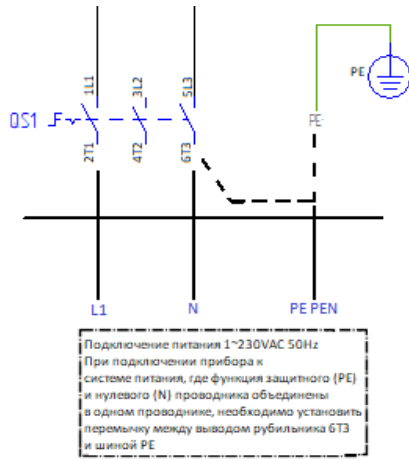 1L1
3L2
5L3
PE
QS1
PE
2T1
4T2
6T3
L1
N
PE PEN
Подключение питания 1~230VAC 50Hz
При подключении прибора к
системе питания, где функция защитного (PE)
и нулевого (N) проводника объединены
в одном проводнике, необходимо установить
перемычку между выводом рубильника 6T3
и шиной PE